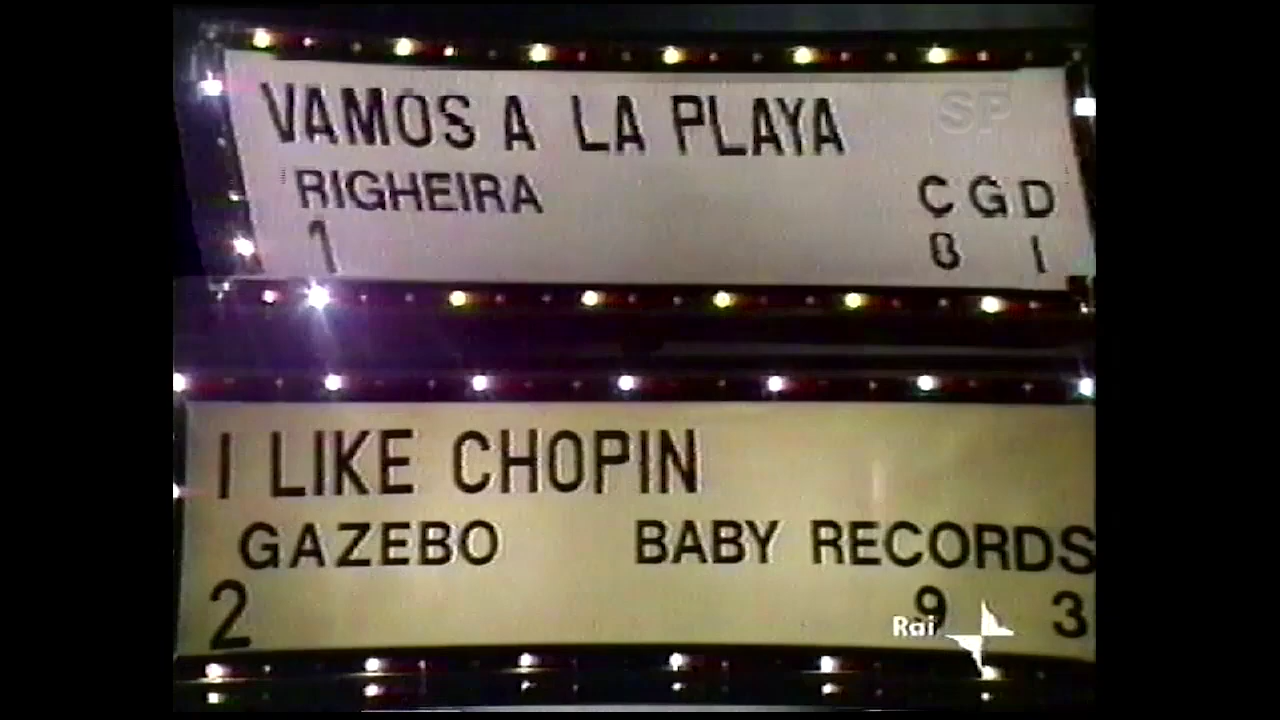 VAMOS A LA PLAYA
SP
RIGHEIRA CGD
1 8 1
I LIKE CHOPIN
GAZEBO BABY RECORDS
2 9 3
Rai